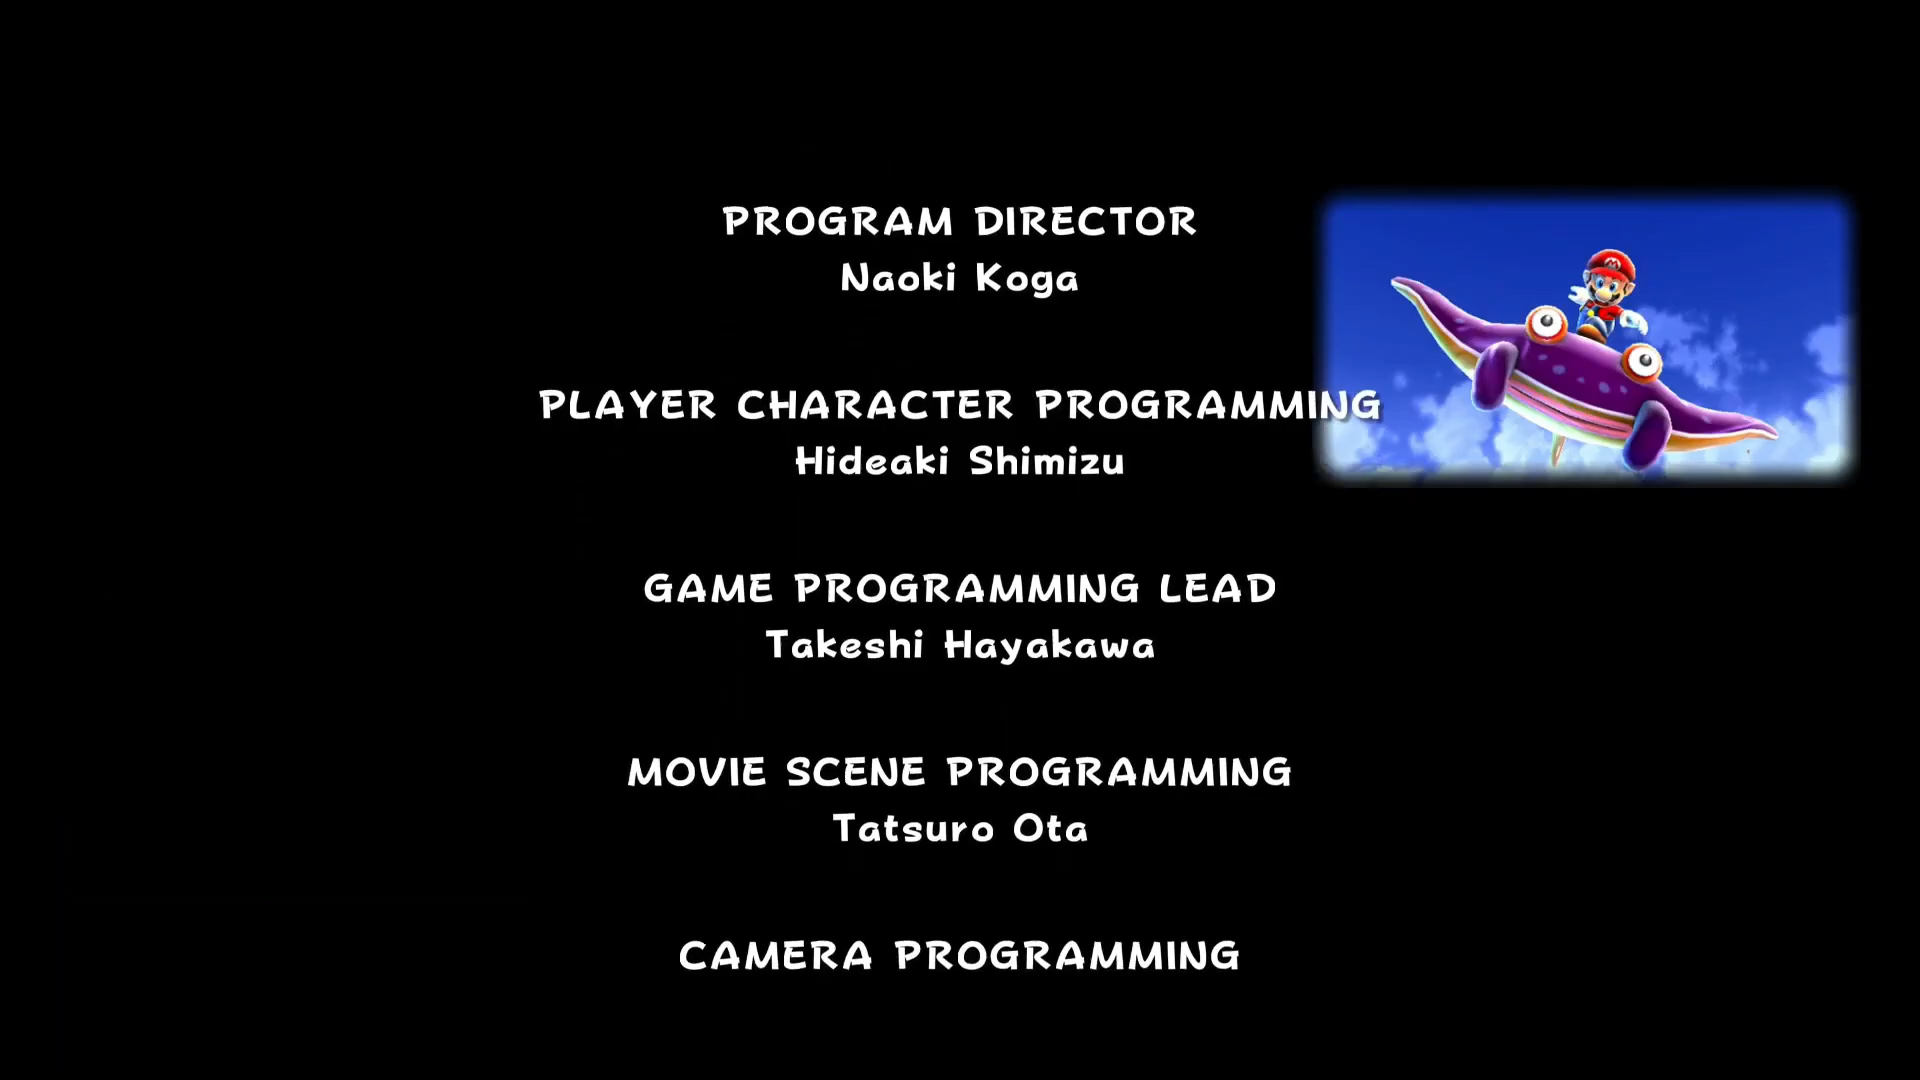 PROGRAM DIRECTOR
Naoki Koga
PLAYER CHARACTER PROGRAMMING
Hideaki Shimizu
GAME PROGRAMMING LEAD
Takeshi Hayakawa
MOVIE SCENE PROGRAMMING
Tatsuro Ota
CAMERA PROGRAMMING